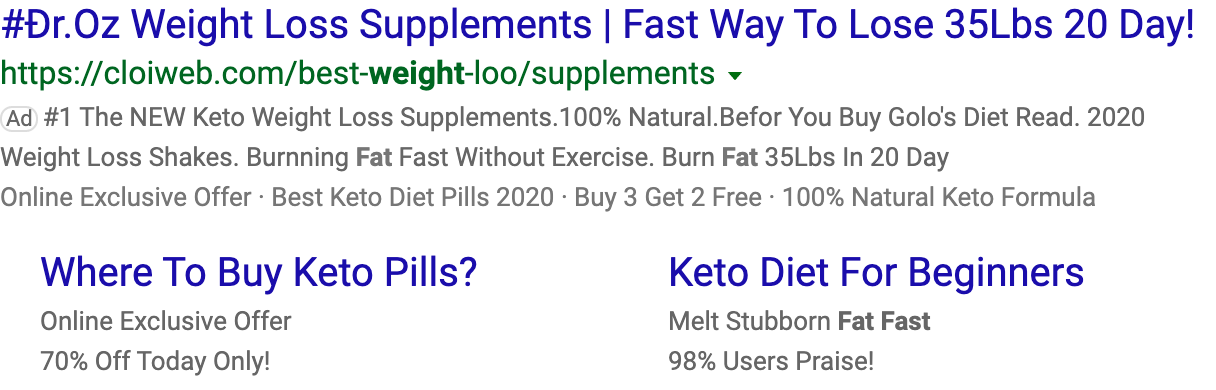 #Đr.Oz Weight Loss Supplements | Fast Way To Lose 35Lbs 20 Day!
https://cloiweb.com/best-weight-loo/supplements
Ad #1 The NEW Keto Weight Loss Supplements.100% Natural.Befor You Buy Golo's Diet Read. 2020
Weight Loss Shakes. Burnning Fat Fast Without Exercise. Burn Fat 35Lbs In 20 Day
Online Exclusive Offer · Best Keto Diet Pills 2020 · Buy 3 Get 2 Free · 100% Natural Keto Formula
Where To Buy Keto Pills?
Online Exclusive Offer
70% Off Today Only!
Keto Diet For Beginners
Melt Stubborn Fat Fast
98% Users Praise!